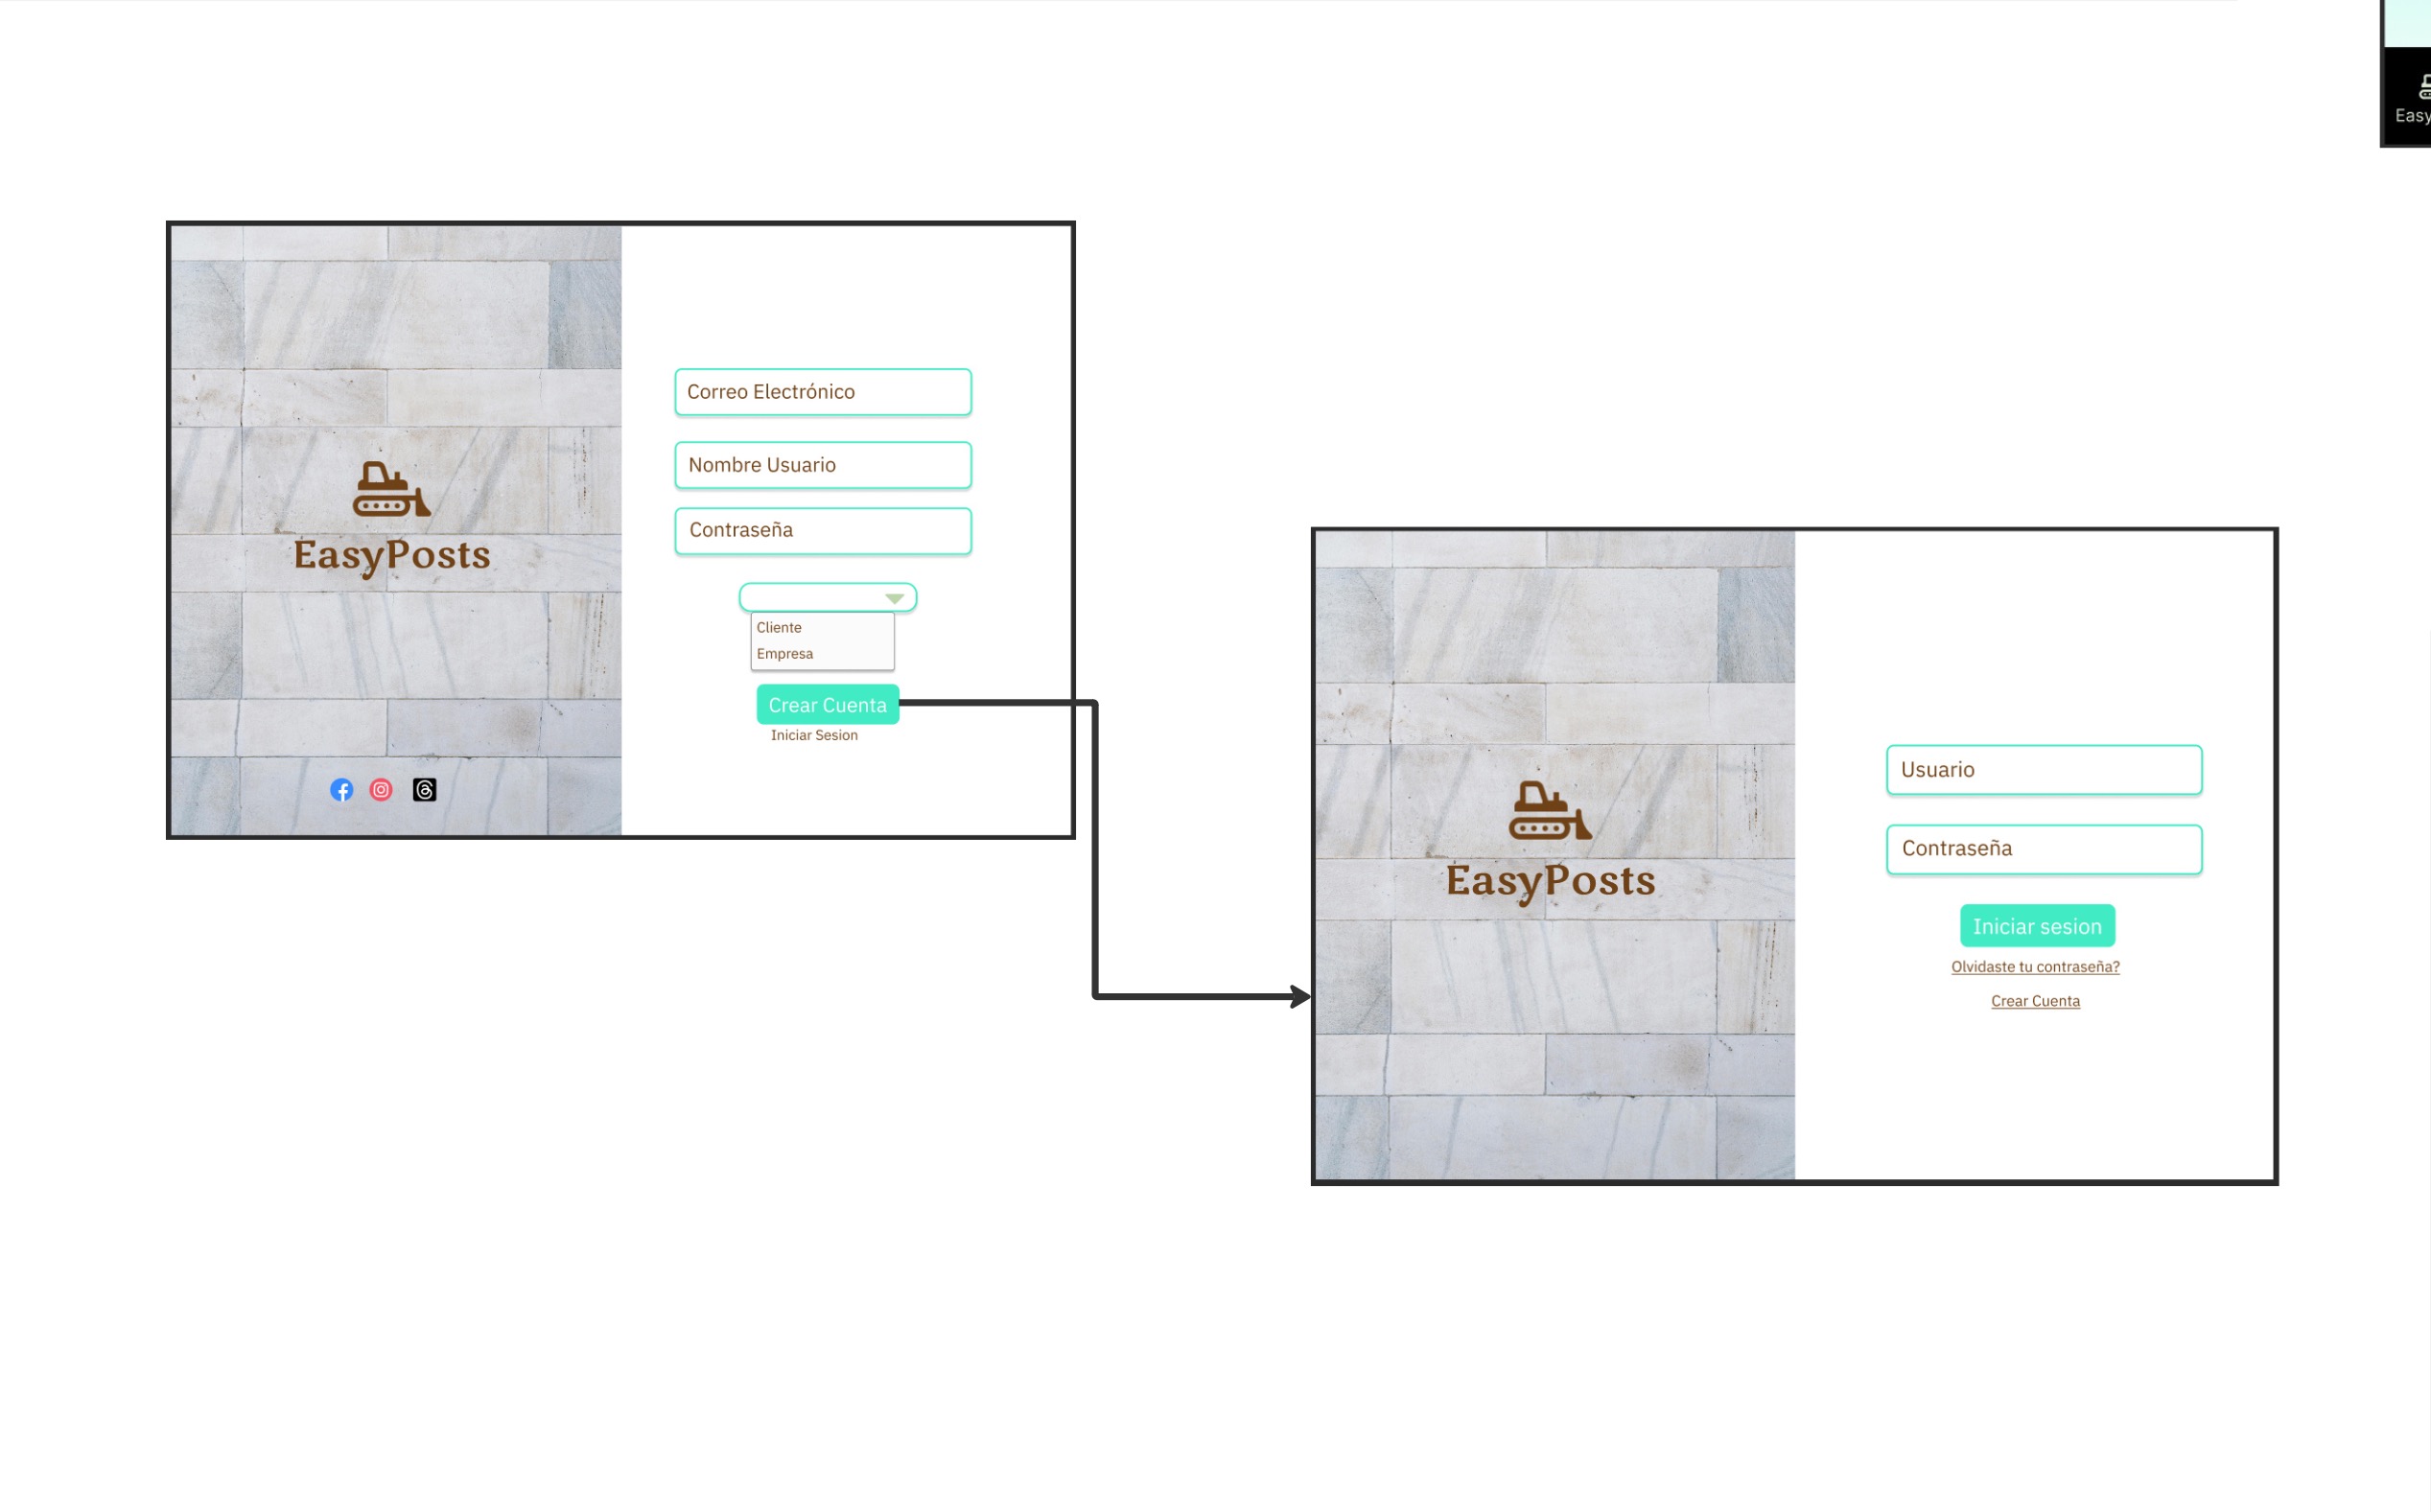 Easy
EasyPosts
Correo Electrónico
Nombre Usuario
Contraseña
Cliente
Empresa
Crear Cuenta
Iniciar Sesion
EasyPosts
Usuario
Contraseña
Iniciar sesion
Olvidaste tu contraseña?
Crear Cuenta